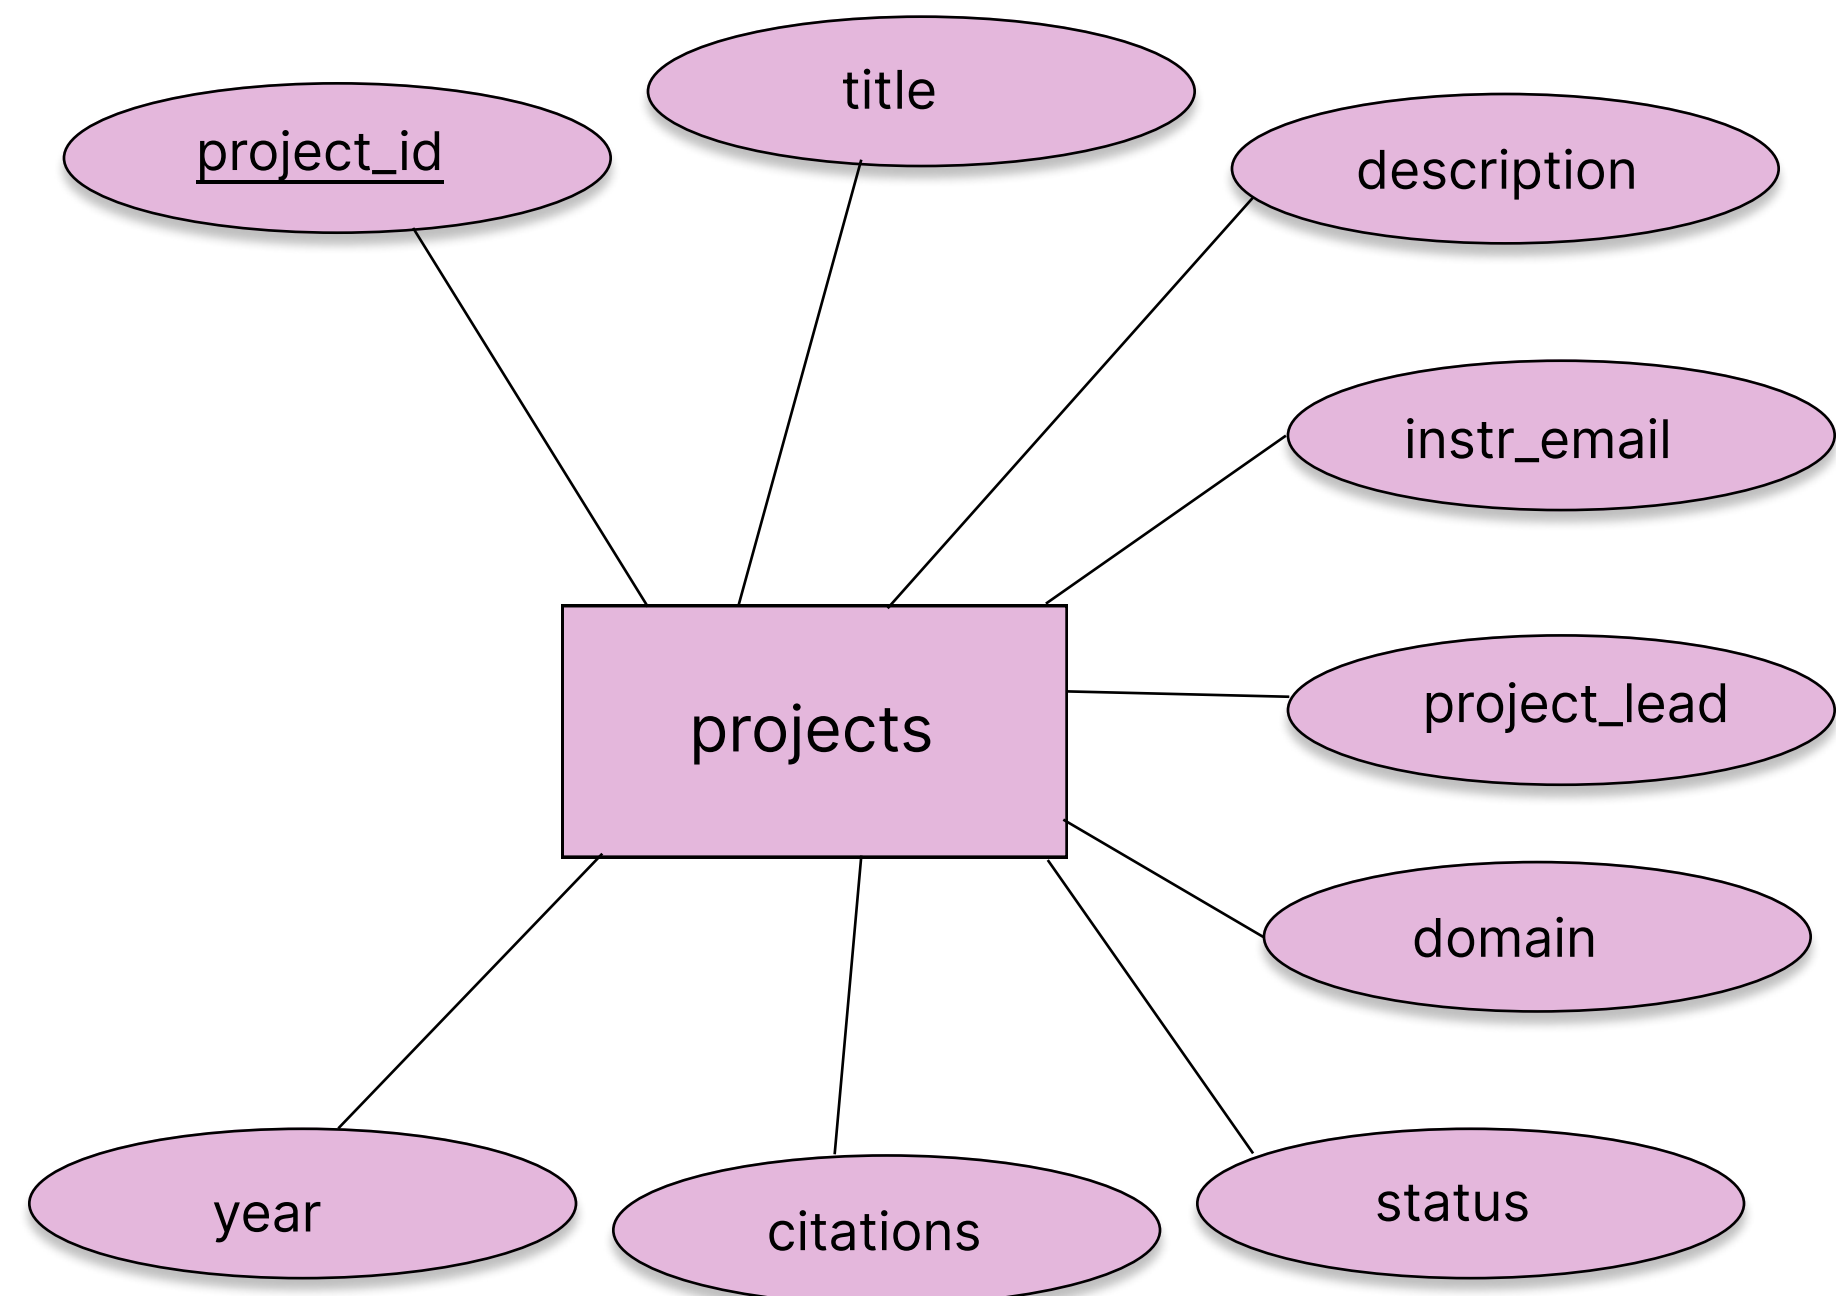 title
project_id
description
instr_email
project_lead
projects
domain
status
year
citations